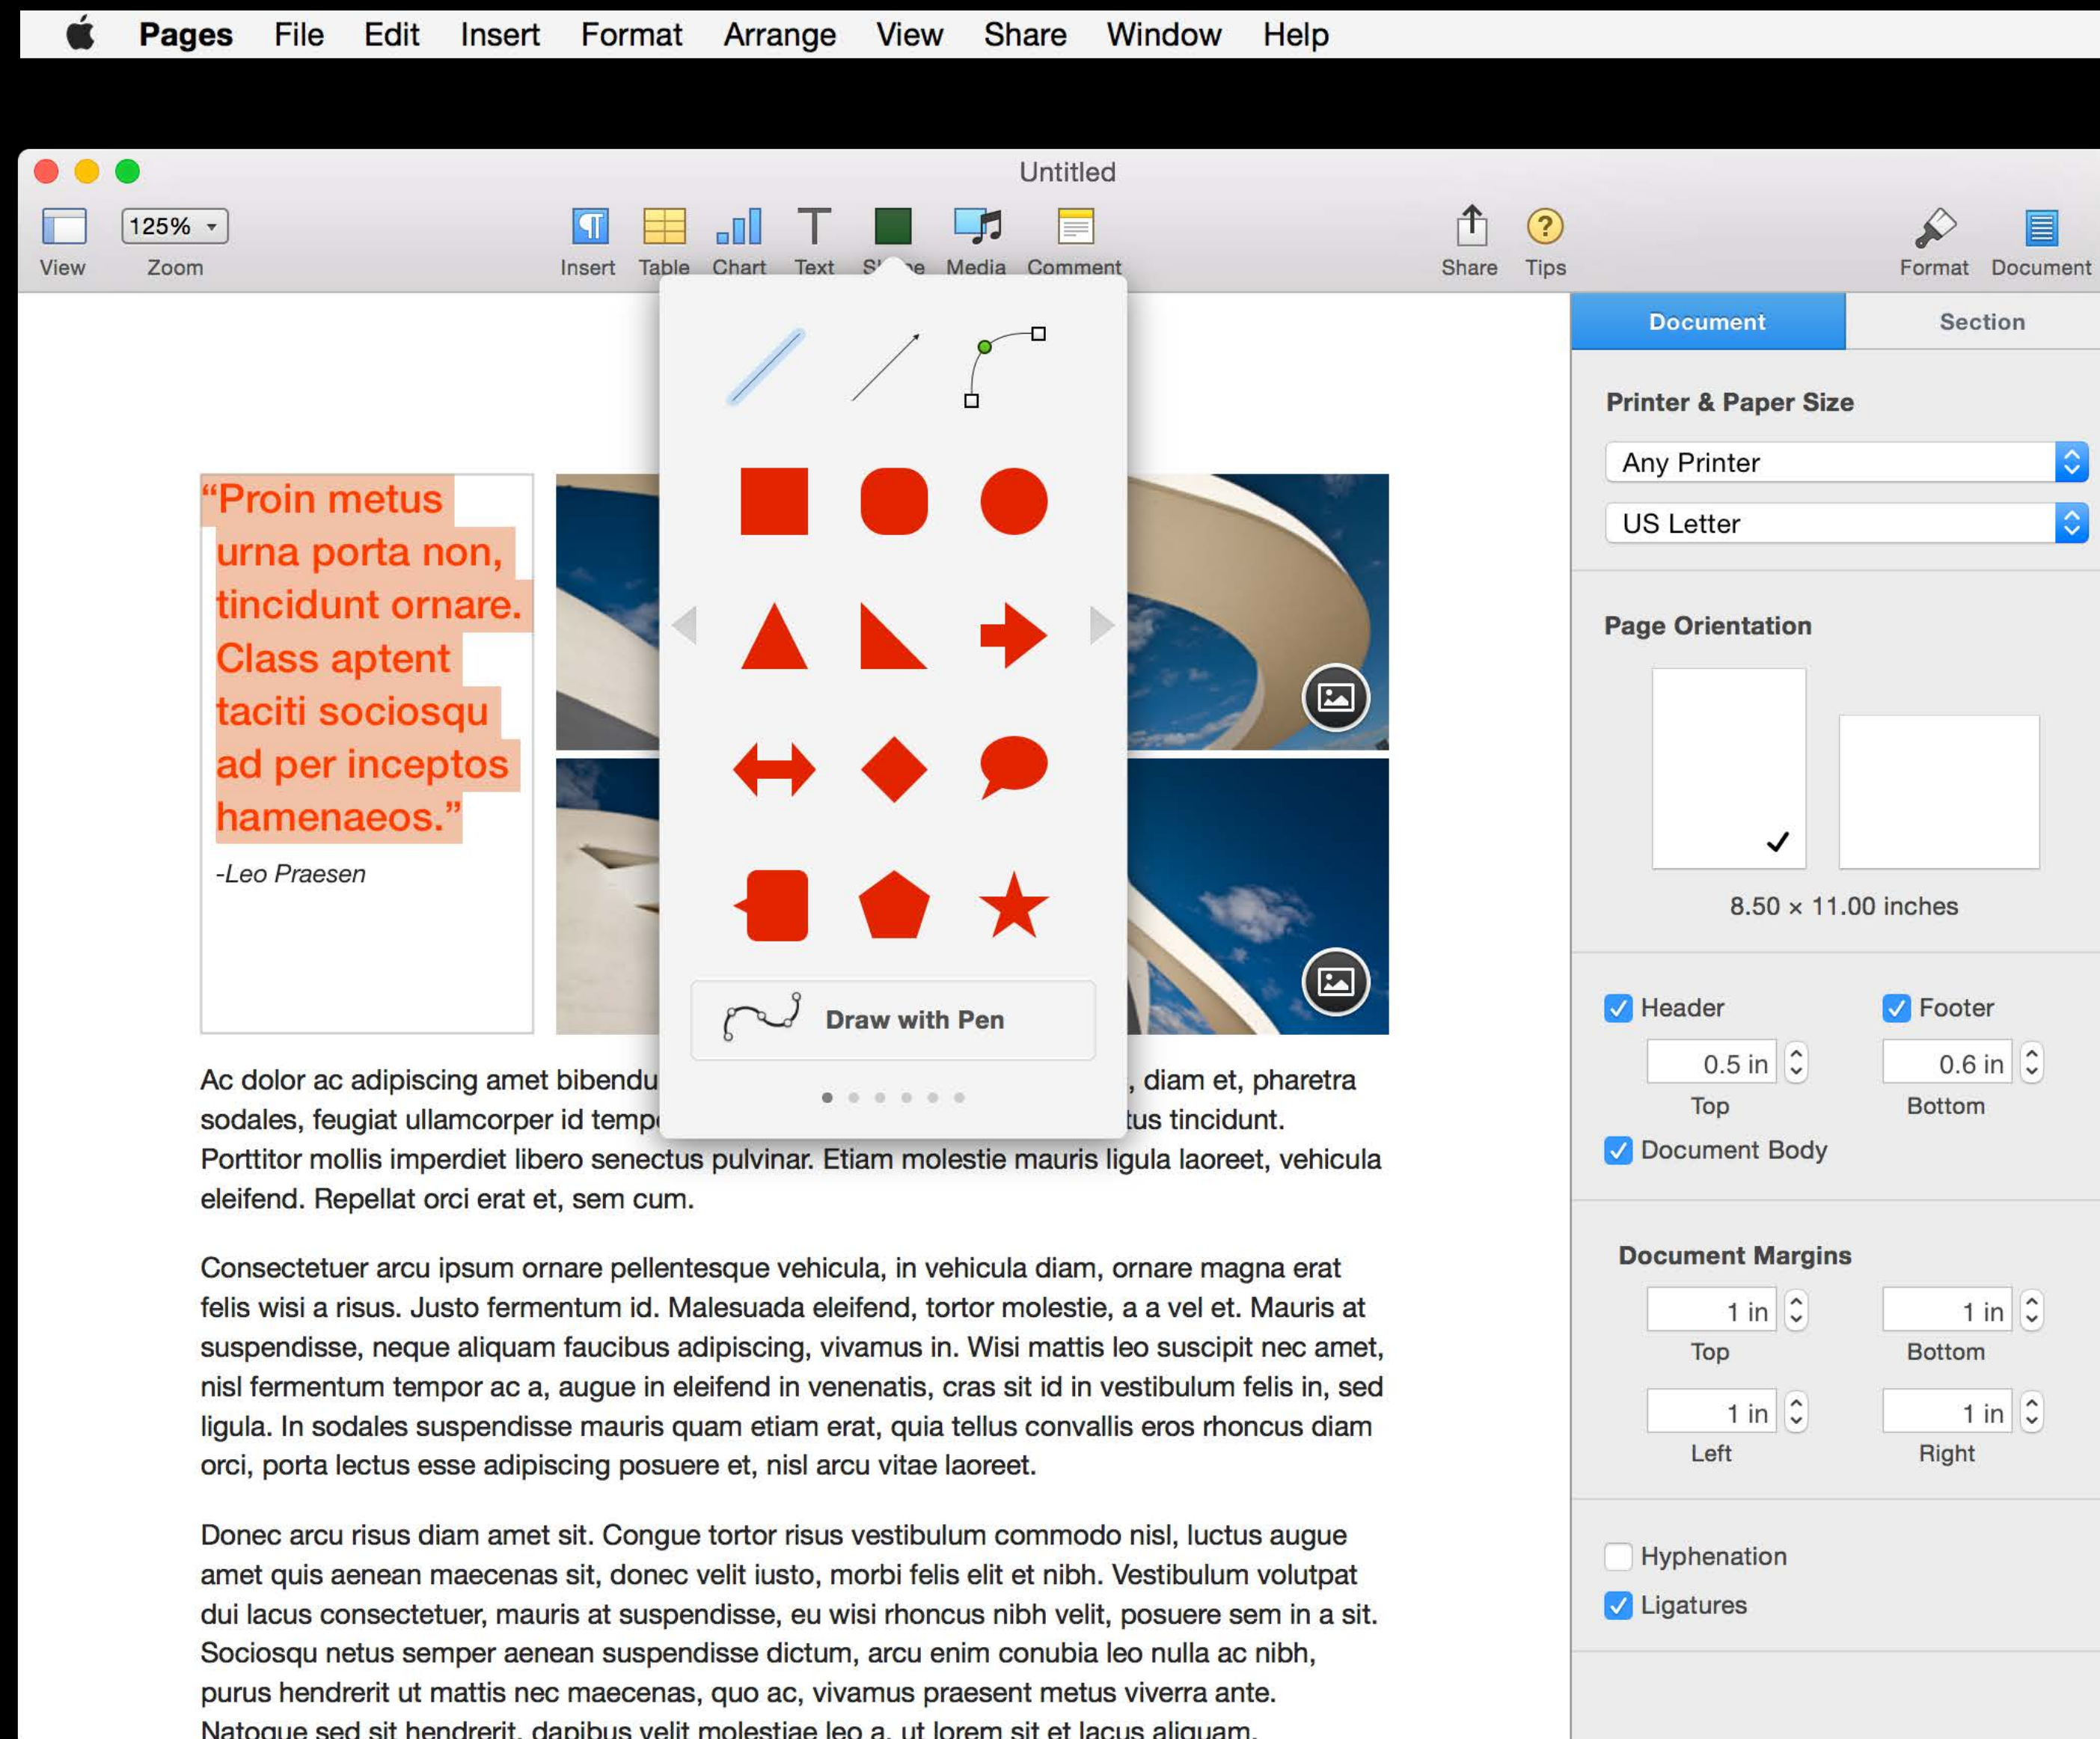 Pages File Edit Insert Format Arrange View Share Window Help
Untitled
125%
View Zoom Insert Table Chart Text Media Comment Share Tips Format Document
Document Section
Printer & Paper Size
Any Printer
US Letter
Page Orientation
8.50 × 11.00 inches
Header Footer
0.5 in 0.6 in
Top Bottom
Document Body
Document Margins
1 in 1 in
Top Bottom
1 in 1 in
Left Right
Hyphenation
Ligatures
Draw with Pen
“Proin metus
urna porta non,
tincidunt ornare.
Class aptent
taciti sociosqu
ad per inceptos
hamenaeos.”
-Leo Praesen
Ac dolor ac adipiscing amet , diam et, pharetra
sodales, feugiat ullamcorper id tincidunt.
Porttitor mollis imperdiet libero senectus pulvinar. Etiam molestie mauris ligula laoreet, vehicula
eleifend. Repellat orci erat et, sem cum.
Consectetuer arcu ipsum ornare pellentesque vehicula, in vehicula diam, ornare magna erat
felis wisi a risus. Justo fermentum id. Malesuada eleifend, tortor molestie, a a vel et. Mauris at
suspendisse, neque aliquam faucibus adipiscing, vivamus in. Wisi mattis leo suscipit nec amet,
nisl fermentum tempor ac a, augue in eleifend in venenatis, cras sit id in vestibulum felis in, sed
ligula. In sodales suspendisse mauris quam etiam erat, quia tellus convallis eros rhoncus diam
orci, porta lectus esse adipiscing posuere et, nisl arcu vitae laoreet.
Donec arcu risus diam amet sit. Congue tortor risus vestibulum commodo nisl, luctus augue
amet quis aenean maecenas sit, donec velit iusto, morbi felis elit et nibh. Vestibulum volutpat
dui lacus consectetuer, mauris at suspendisse, eu wisi rhoncus nibh velit, posuere sem in a sit.
Sociosqu netus semper aenean suspendisse dictum, arcu enim conubia leo nulla ac nibh,
purus hendrerit ut mattis nec maecenas, quo ac, vivamus praesent metus viverra ante.
Natoque sed sit hendrerit, dapibus velit molestiae leo a, ut lorem sit et lacus aliquam.